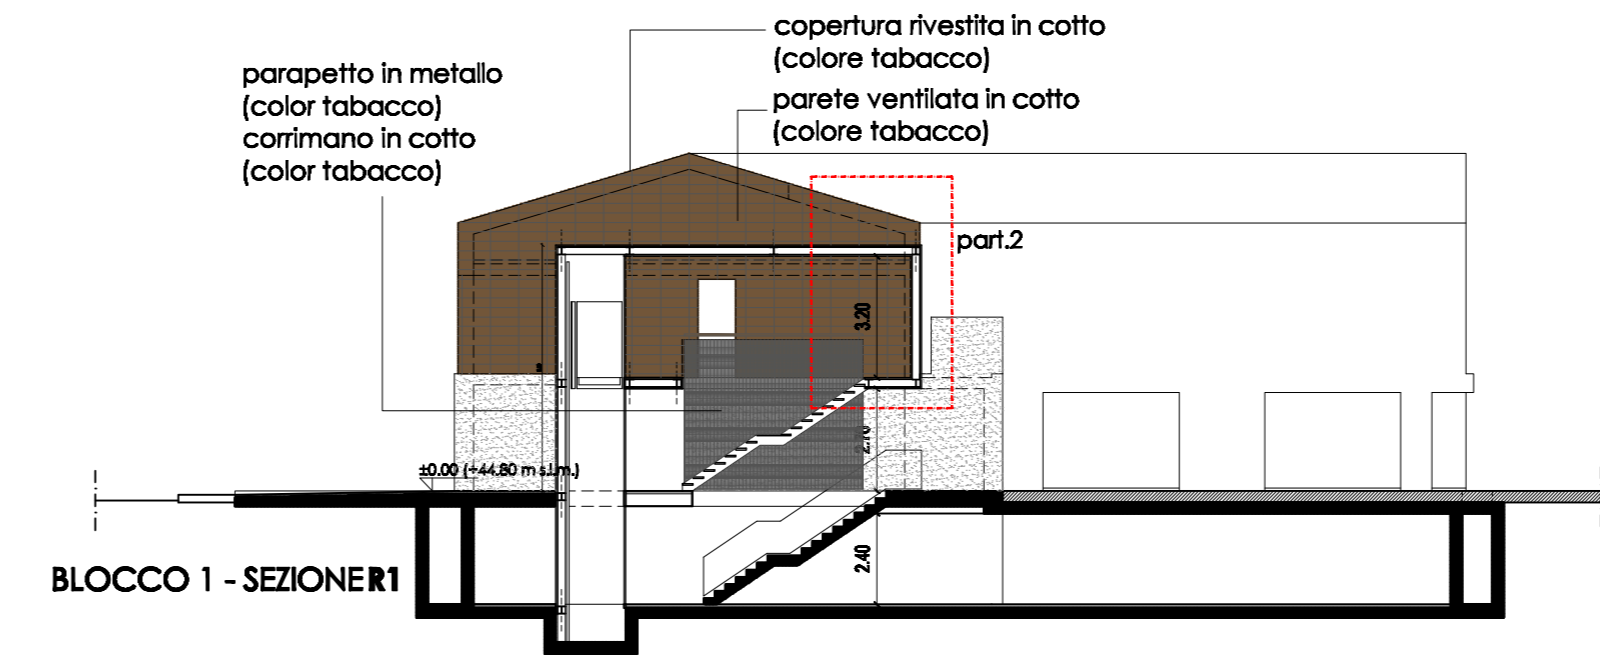 copertura rivestita in cotto
(colore tabacco)
parete ventilata in cotto
(colore tabacco)
parapetto in metallo
(color tabacco)
corrimano in cotto
(color tabacco)
part.2
3.20
±0.00 (+44.80 m s.l.m.)
2.40
BLOCCO 1 - SEZIONE R1